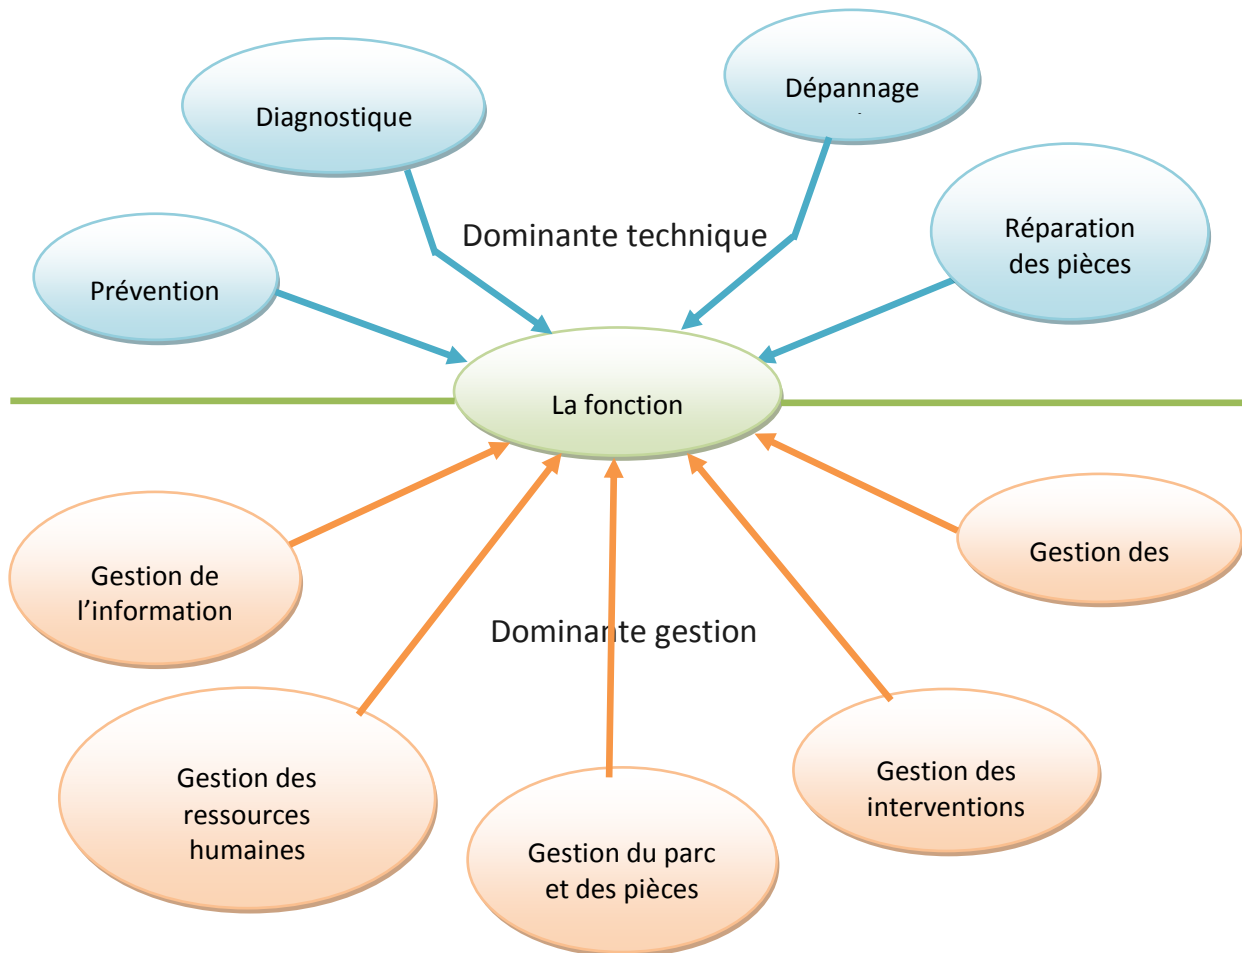 Diagnostique
Dépannage
Dominante technique
Réparation
des pièces
Prévention
La fonction
Gestion de
l'information
Gestion des
Dominante gestion
Gestion des
ressources
humaines
Gestion des
interventions
Gestion du parc
et des pièces